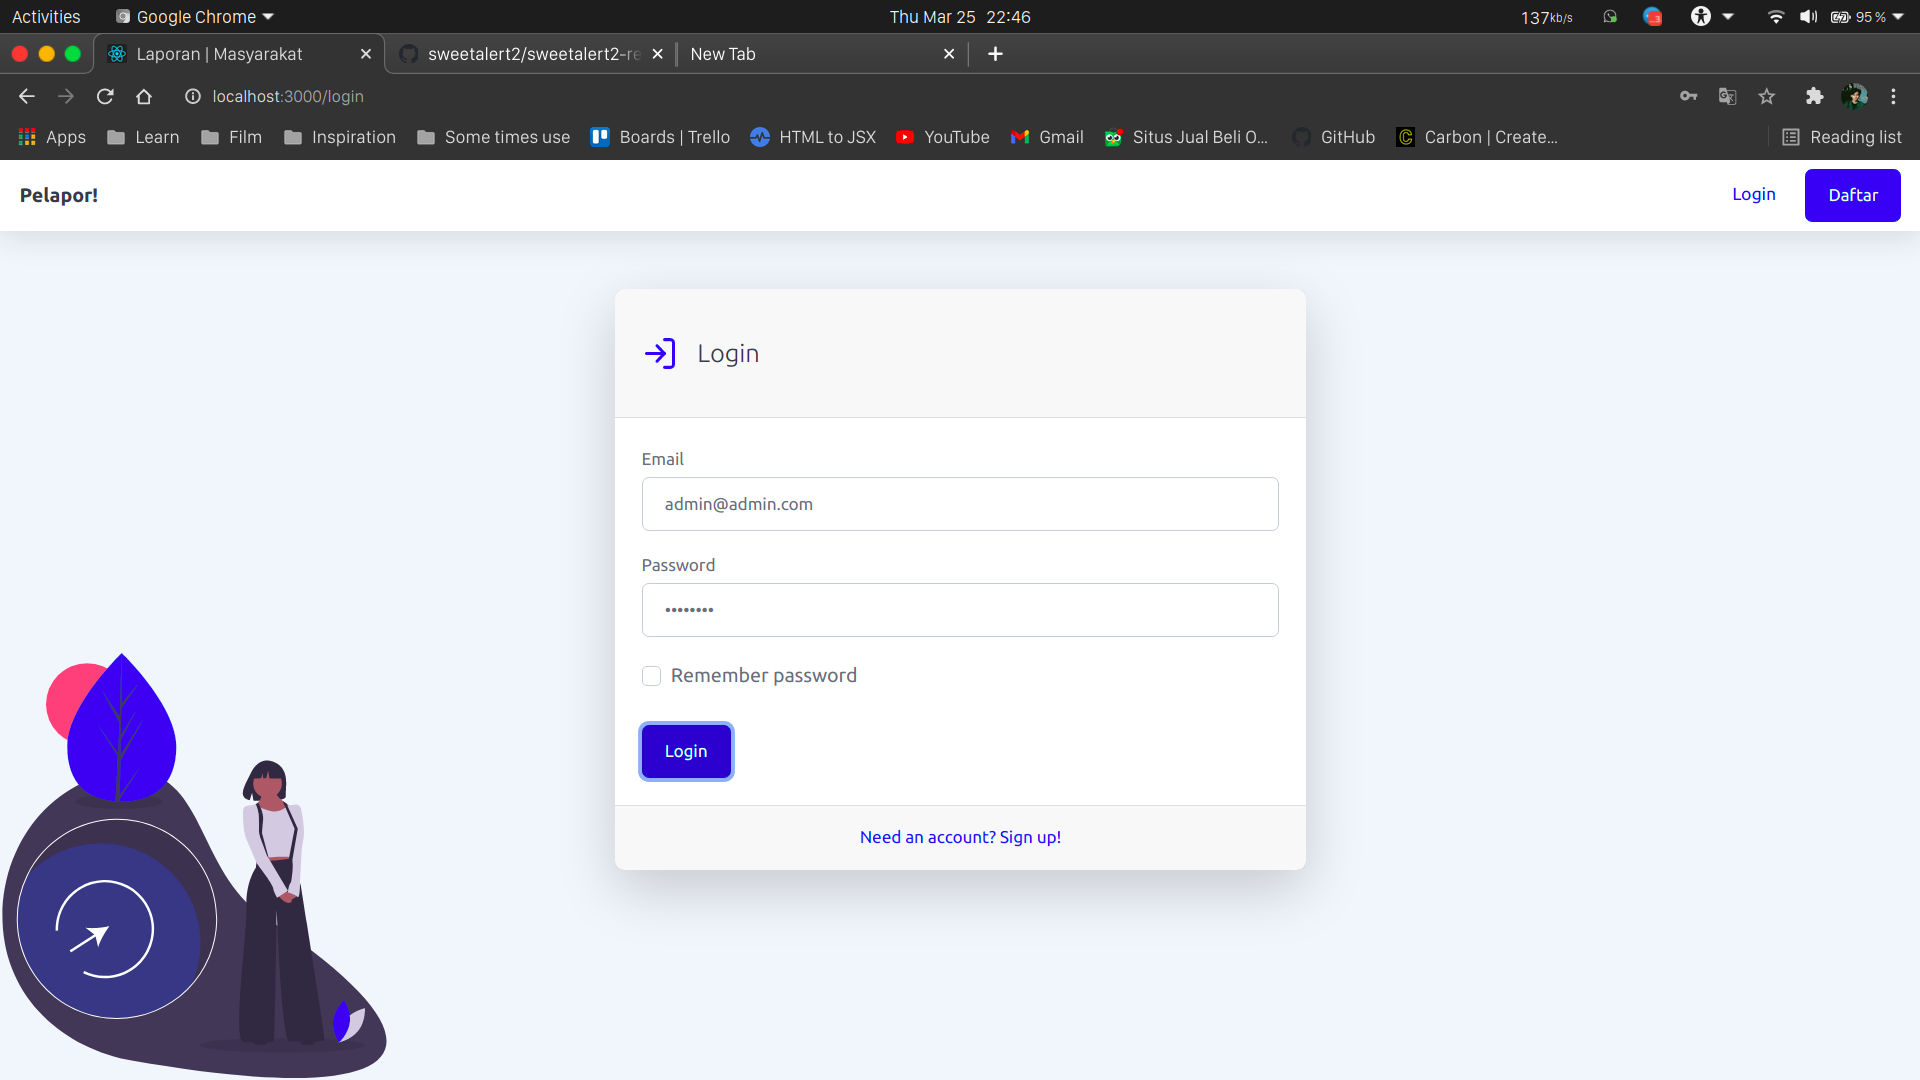 Activities
Google Chrome
Thu Mar 25 22:46
137kb/s
95 %
Laporan | Masyarakat
sweetalert2/sweetalert2-re
New Tab
localhost:3000/login
Apps
Learn
Film
Inspiration
Some times use
Boards | Trello
HTML to JSX
YouTube
Gmail
Situs Jual Beli O...
GitHub
Carbon | Create...
Reading list
Pelapor!
Login
Daftar
Login
Email
admin@admin.com
Password
••••••••
Remember password
Login
Need an account? Sign up!